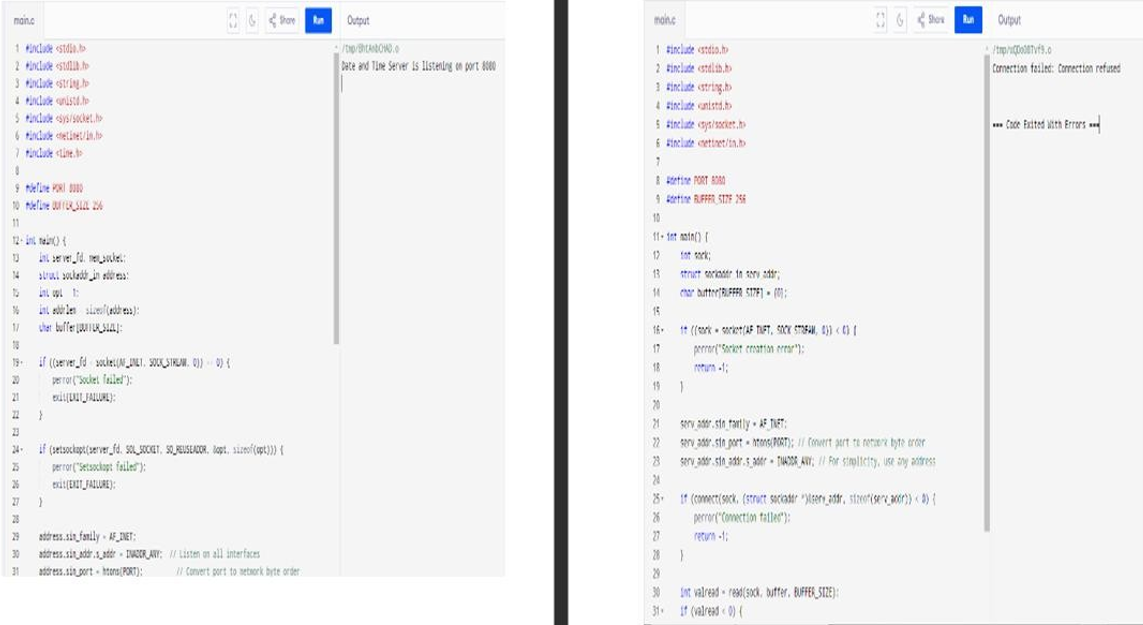 main.c
Share
Run
Output
1 #include <stdio.h>
2 #include <stdlib.h>
3 #include <string.h>
4 #include <unistd.h>
5 #include <sys/socket.h>
6 #include <netinet/in.h>
7 #include <time.h>
8
9 #define PORT 8080
10 #define BUFFER_SIZE 256
11
12 int main() {
13 int server_fd, new_socket;
14 struct sockaddr_in address;
15 int opt = 1;
16 int addrlen = sizeof(address);
17 char buffer[BUFFER_SIZE];
18
19 if ((server_fd = socket(AF_INET, SOCK_STREAM, 0)) == 0) {
20 perror("Socket failed");
21 exit(EXIT_FAILURE);
22 }
23
24 if (setsockopt(server_fd, SOL_SOCKET, SO_REUSEADDR, &opt, sizeof(opt))) {
25 perror("Setsockopt failed");
26 exit(EXIT_FAILURE);
27 }
28
29 address.sin_family = AF_INET;
30 address.sin_addr.s_addr = INADDR_ANY; // Listen on all interfaces
31 address.sin_port = htons(PORT); // Convert port to network byte order
Date and Time Server is listening on port 8080
main.c
Share
Run
Output
1 #include <stdio.h>
2 #include <stdlib.h>
3 #include <string.h>
4 #include <unistd.h>
5 #include <sys/socket.h>
6 #include <netinet/in.h>
7
8 #define PORT 8080
9 #define BUFFER_SIZE 256
10
11 int main() {
12 int sock;
13 struct sockaddr_in serv_addr;
14 char buffer[BUFFER_SIZE] = {0};
15
16 if ((sock = socket(AF_INET, SOCK_STREAM, 0)) < 0) {
17 perror("Socket creation error");
18 return -1;
19 }
20
21 serv_addr.sin_family = AF_INET;
22 serv_addr.sin_port = htons(PORT); // Convert port to network byte order
23 serv_addr.sin_addr.s_addr = INADDR_ANY; // For simplicity, use any address
24
25 if (connect(sock, (struct sockaddr *)&serv_addr, sizeof(serv_addr)) < 0) {
26 perror("Connection failed");
27 return -1;
28 }
29
30 int valread = read(sock, buffer, BUFFER_SIZE);
31 if (valread < 0) {
Connection failed: Connection refused
=== Code Exited With Errors ===